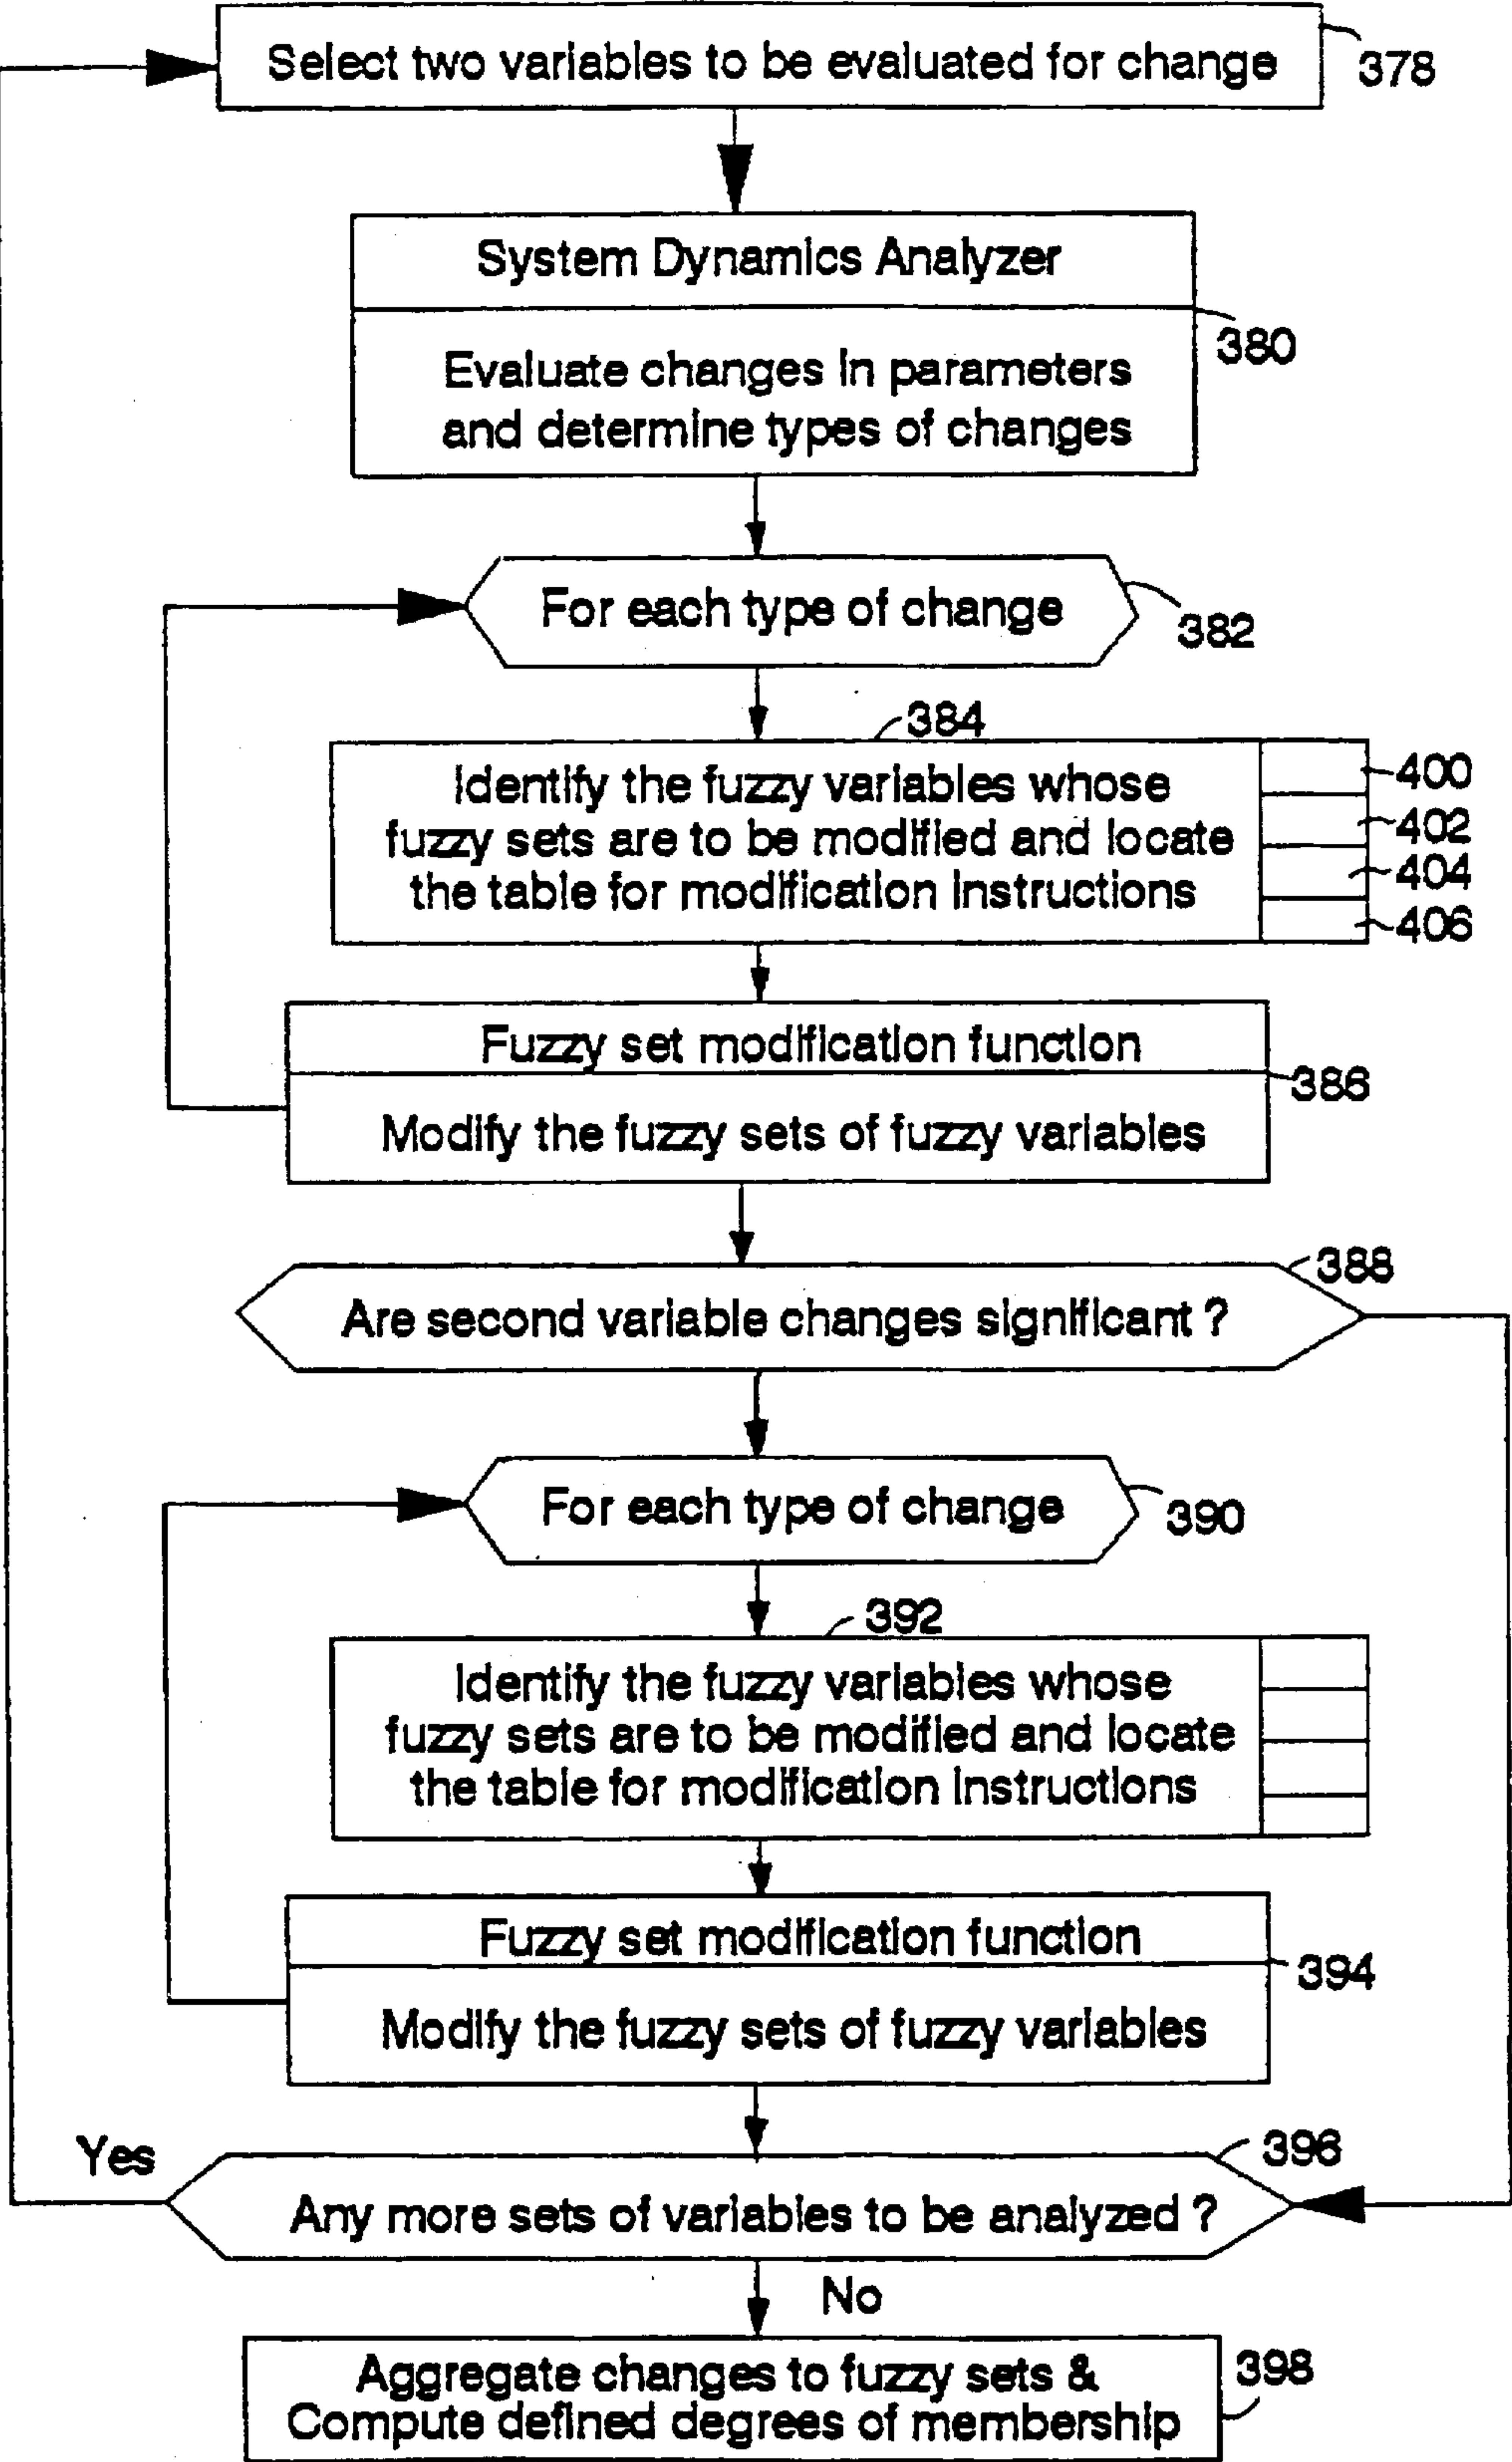 Select two variables to be evaluated for change
378
System Dynamics Analyzer
380
Evaluate changes in parameters
and determine types of changes
For each type of change
382
384
Identify the fuzzy variables whose
fuzzy sets are to be modified and locate
the table for modification instructions
400
402
404
406
Fuzzy set modification function
386
Modify the fuzzy sets of fuzzy variables
388
Are second variable changes significant ?
For each type of change
390
392
Identify the fuzzy variables whose
fuzzy sets are to be modified and locate
the table for modification instructions
Fuzzy set modification function
394
Modify the fuzzy sets of fuzzy variables
Yes
396
Any more sets of variables to be analyzed ?
No
Aggregate changes to fuzzy sets &
Compute defined degrees of membership
398